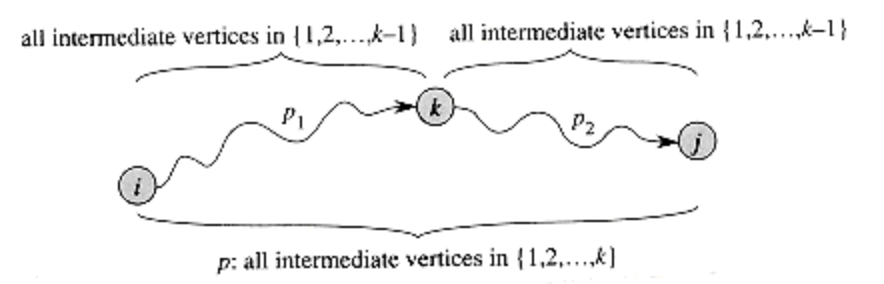 all intermediate vertices in {1,2,...,k–1}
all intermediate vertices in {1,2,...,k–1}
p1
k
p2
j
i
p: all intermediate vertices in {1,2,...,k}